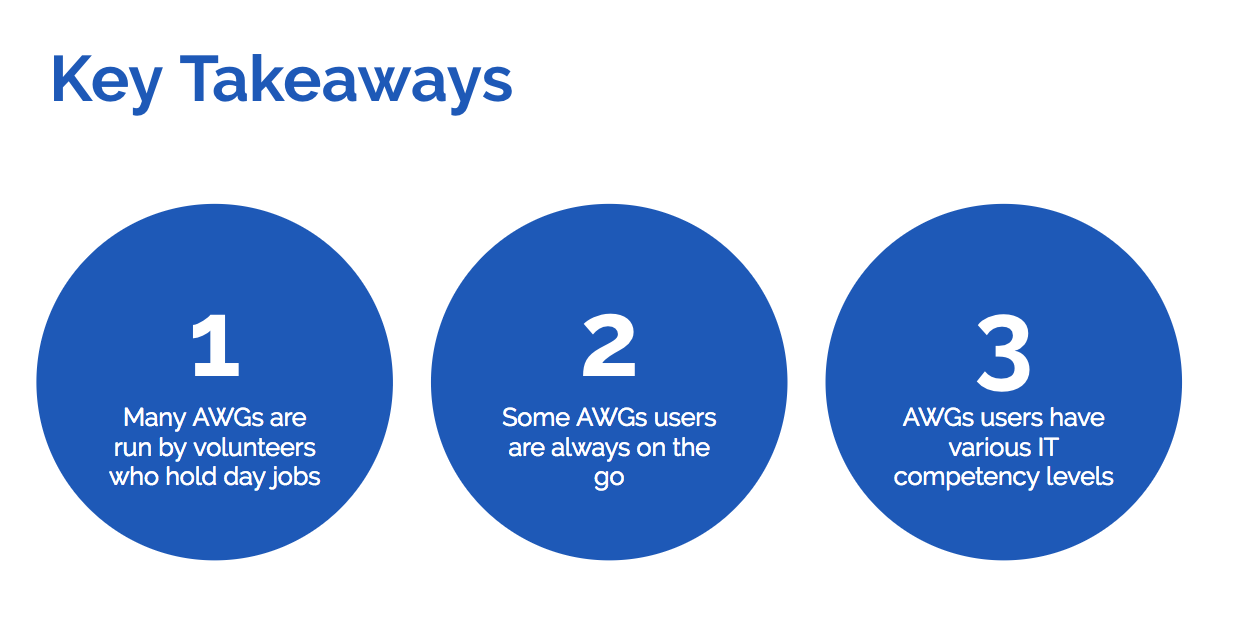 Key Takeaways
1
Many AWGs are
run by volunteers
who hold day jobs
2
Some AWGs users
are always on the
go
3
AWGs users have
various IT
competency levels